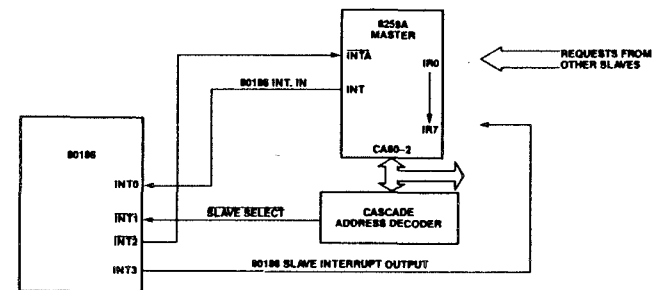 8259A
MASTER
INTA
IR0
REQUESTS FROM
OTHER SLAVES
80186 INT. IN
INT
IR7
80186
CAS0-2
INT0
INT1
SLAVE SELECT
CASCADE
ADDRESS DECODER
INT2
INT3
80186 SLAVE INTERRUPT OUTPUT